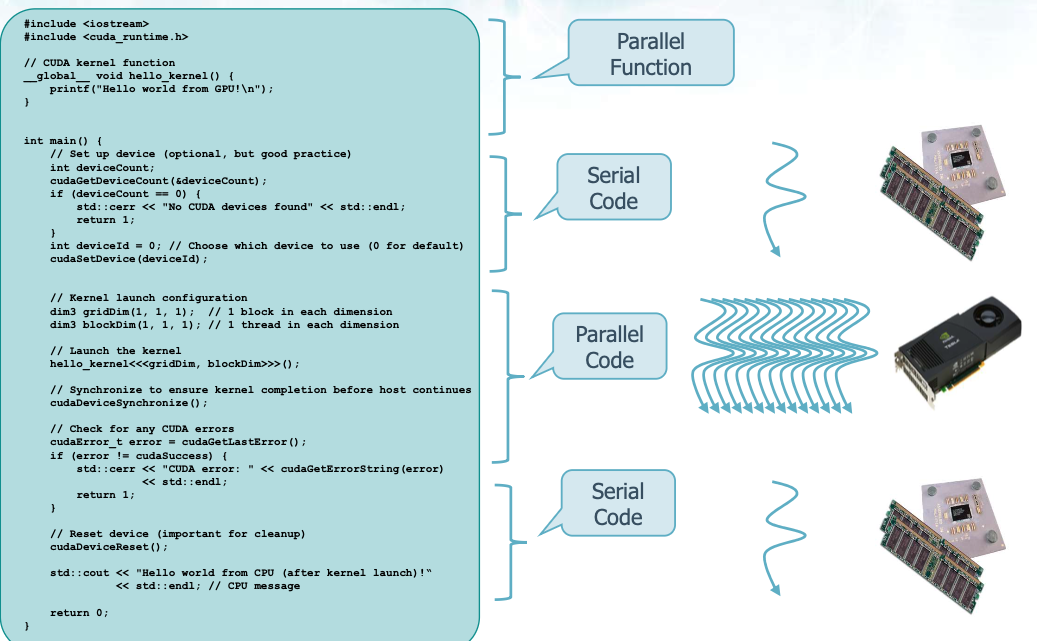 #include <iostream>
#include <cuda_runtime.h>
// CUDA kernel function
__global__ void hello_kernel() {
    printf("Hello world from GPU!\n");
}
int main() {
    // Set up device (optional, but good practice)
    int deviceCount;
    cudaGetDeviceCount(&deviceCount);
    if (deviceCount == 0) {
        std::cerr << "No CUDA devices found" << std::endl;
        return 1;
    }
    int deviceId = 0; // Choose which device to use (0 for default)
    cudaSetDevice(deviceId);
    // Kernel launch configuration
    dim3 gridDim(1, 1, 1);  // 1 block in each dimension
    dim3 blockDim(1, 1, 1); // 1 thread in each dimension
    // Launch the kernel
    hello_kernel<<<gridDim, blockDim>>>();
    // Synchronize to ensure kernel completion before host continues
    cudaDeviceSynchronize();
    // Check for any CUDA errors
    cudaError_t error = cudaGetLastError();
    if (error != cudaSuccess) {
        std::cerr << "CUDA error: " << cudaGetErrorString(error)
                  << std::endl;
        return 1;
    }
    // Reset device (important for cleanup)
    cudaDeviceReset();
    std::cout << "Hello world from CPU (after kernel launch)!“
              << std::endl; // CPU message
    return 0;
}
Parallel
Function
Serial
Code
Parallel
Code
TESLA
Serial
Code